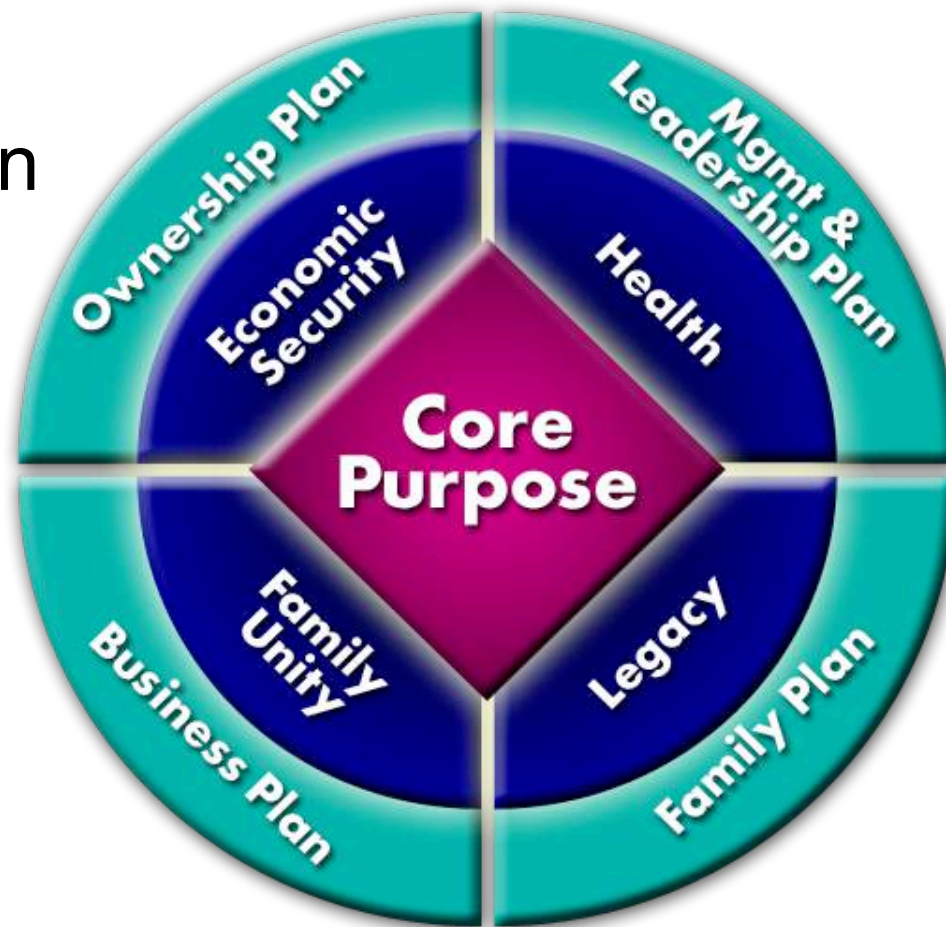 n
Ownership Plan
Mgmt &
Leadership Plan
Economic
Security
Health
Core
Purpose
Family
Unity
Legacy
Business Plan
Family Plan